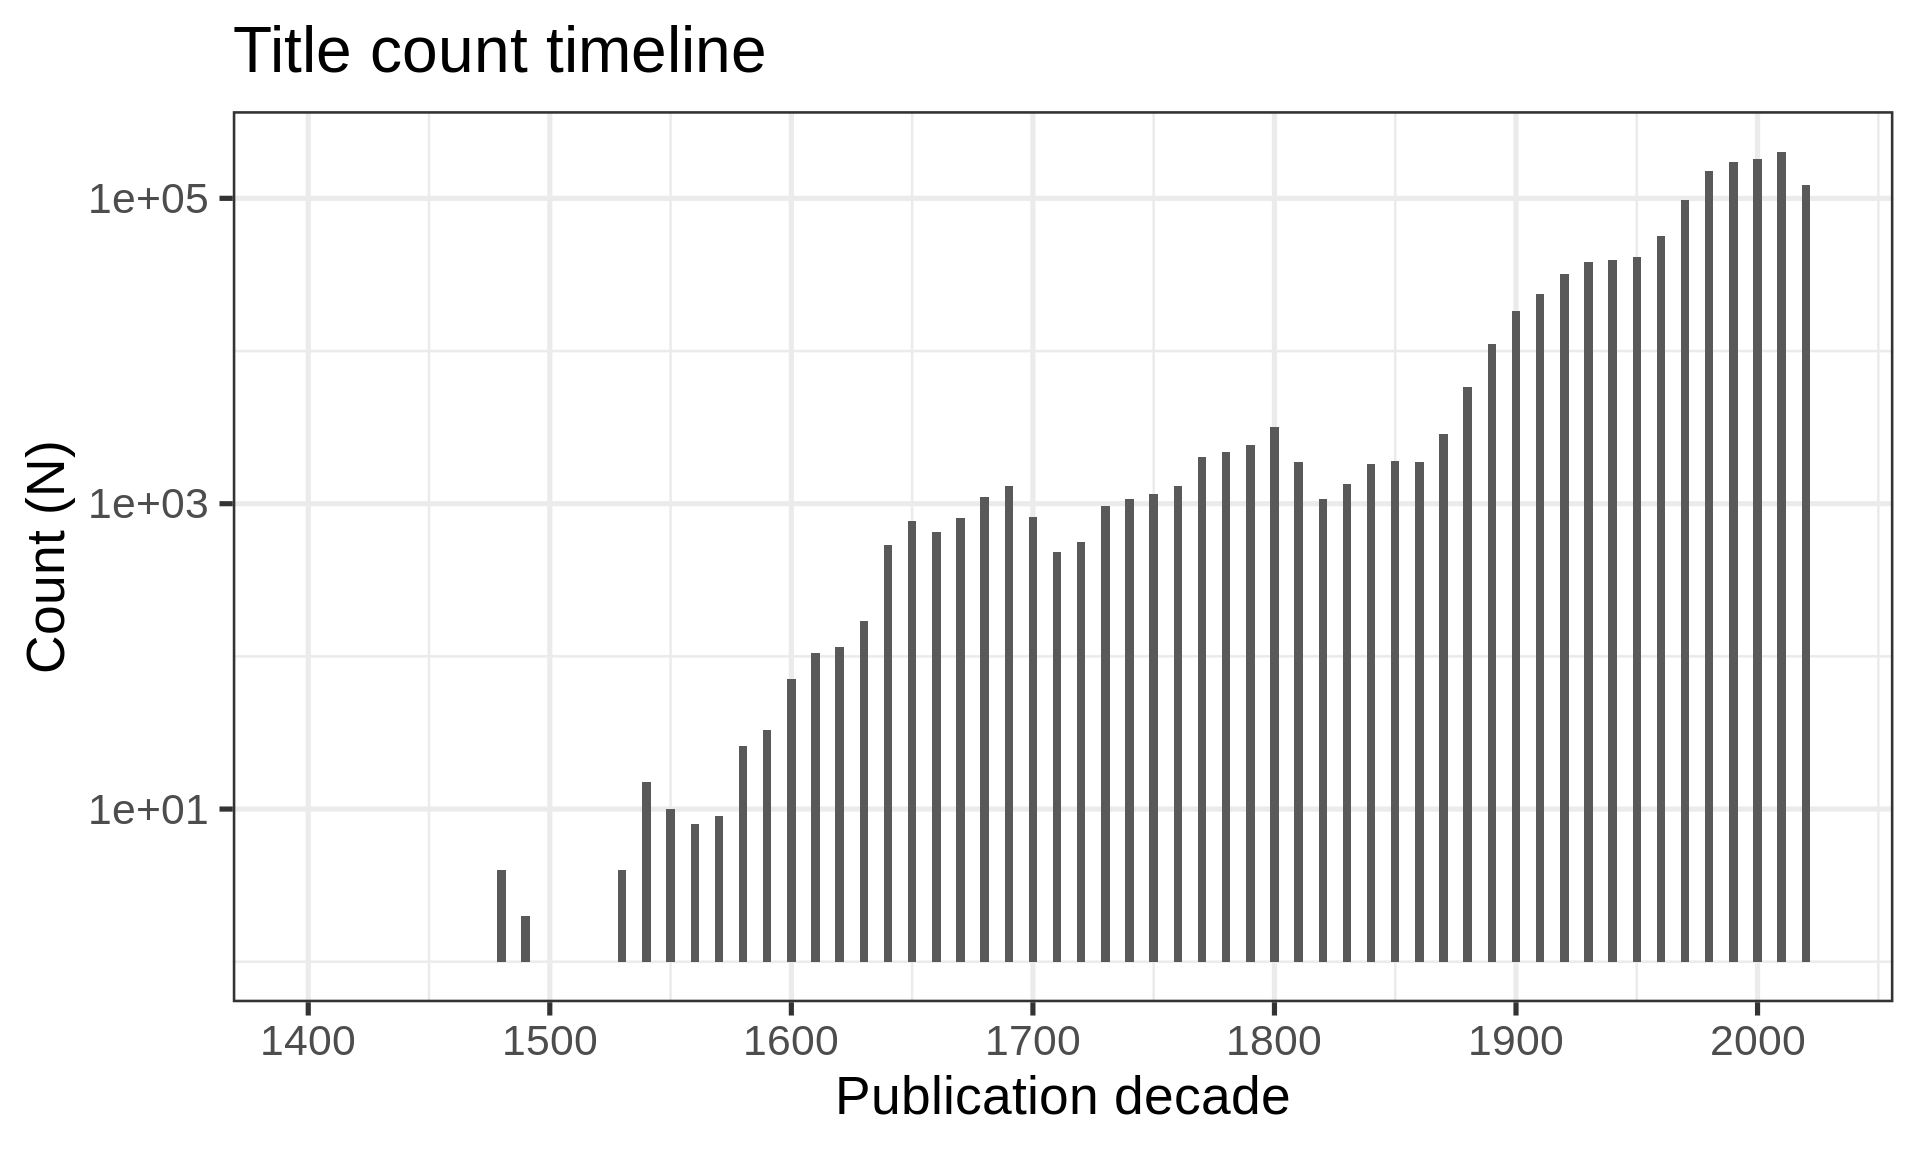 Title count timeline
1e+05
1e+03
1e+01
Count (N)
1400 1500 1600 1700 1800 1900 2000
Publication decade